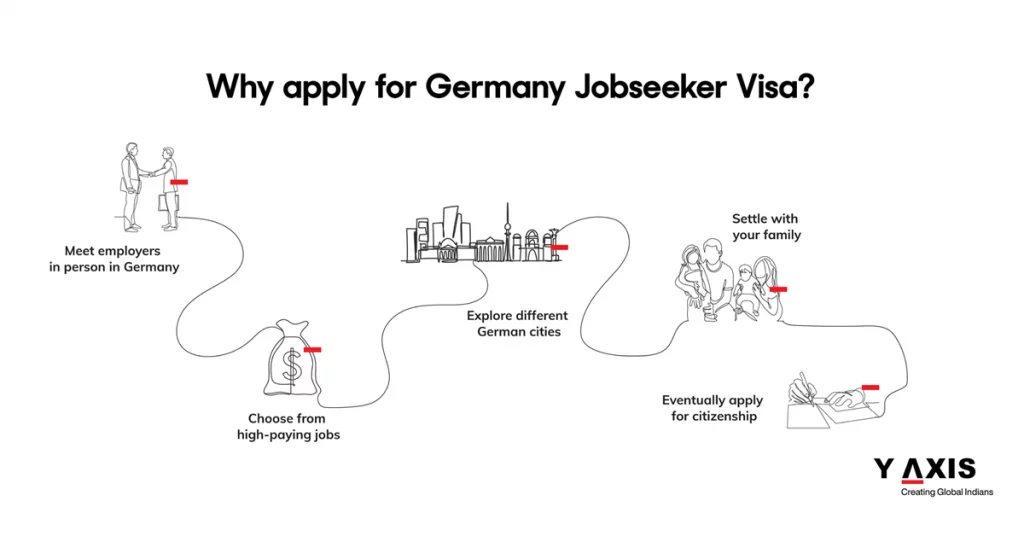 Why apply for Germany Jobseeker Visa?
Meet employers
in person in Germany
$
Choose from
high-paying jobs
Explore different
German cities
Settle with
your family
Eventually apply
for citizenship
Y AXIS
Creating Global Indians